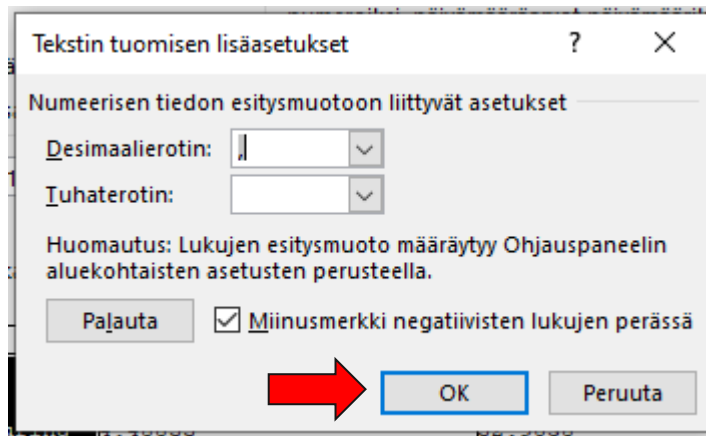 Tekstin tuomisen lisäasetukset ? ×
Numeerisen tiedon esitysmuotoon liittyvät asetukset
Desimaalierotin: ,
Tuhaterotin:
Huomautus: Lukujen esitysmuoto määräytyy Ohjauspaneelin
aluekohtaisten asetusten perusteella.
Palauta Miinusmerkki negatiivisten lukujen perässä
OK Peruuta